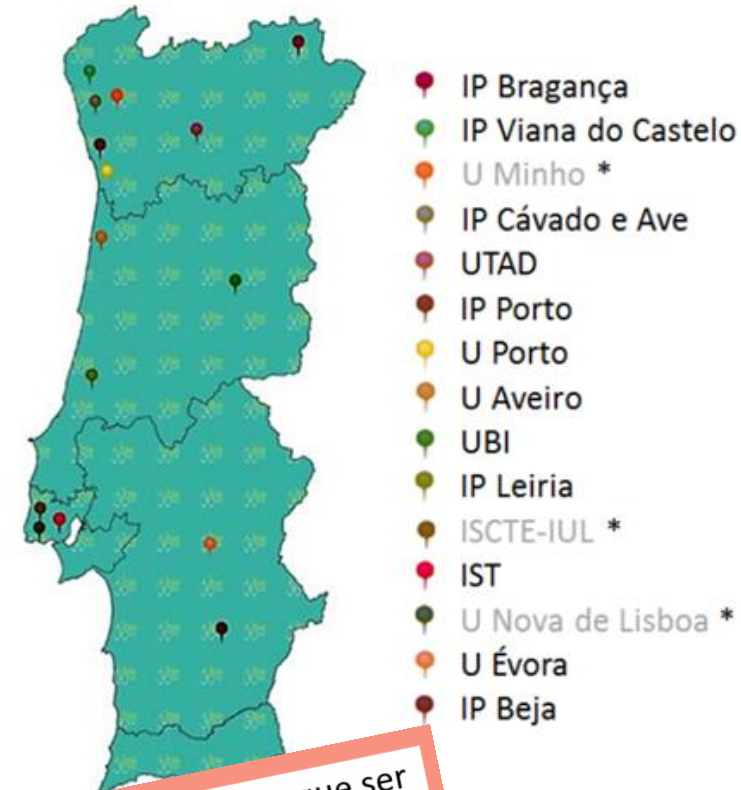 IP Bragança
IP Viana do Castelo
U Minho *
IP Cávado e Ave
UTAD
IP Porto
U Porto
U Aveiro
UBI
IP Leiria
ISCTE-IUL *
IST
U Nova de Lisboa *
U Évora
IP Beja
ser